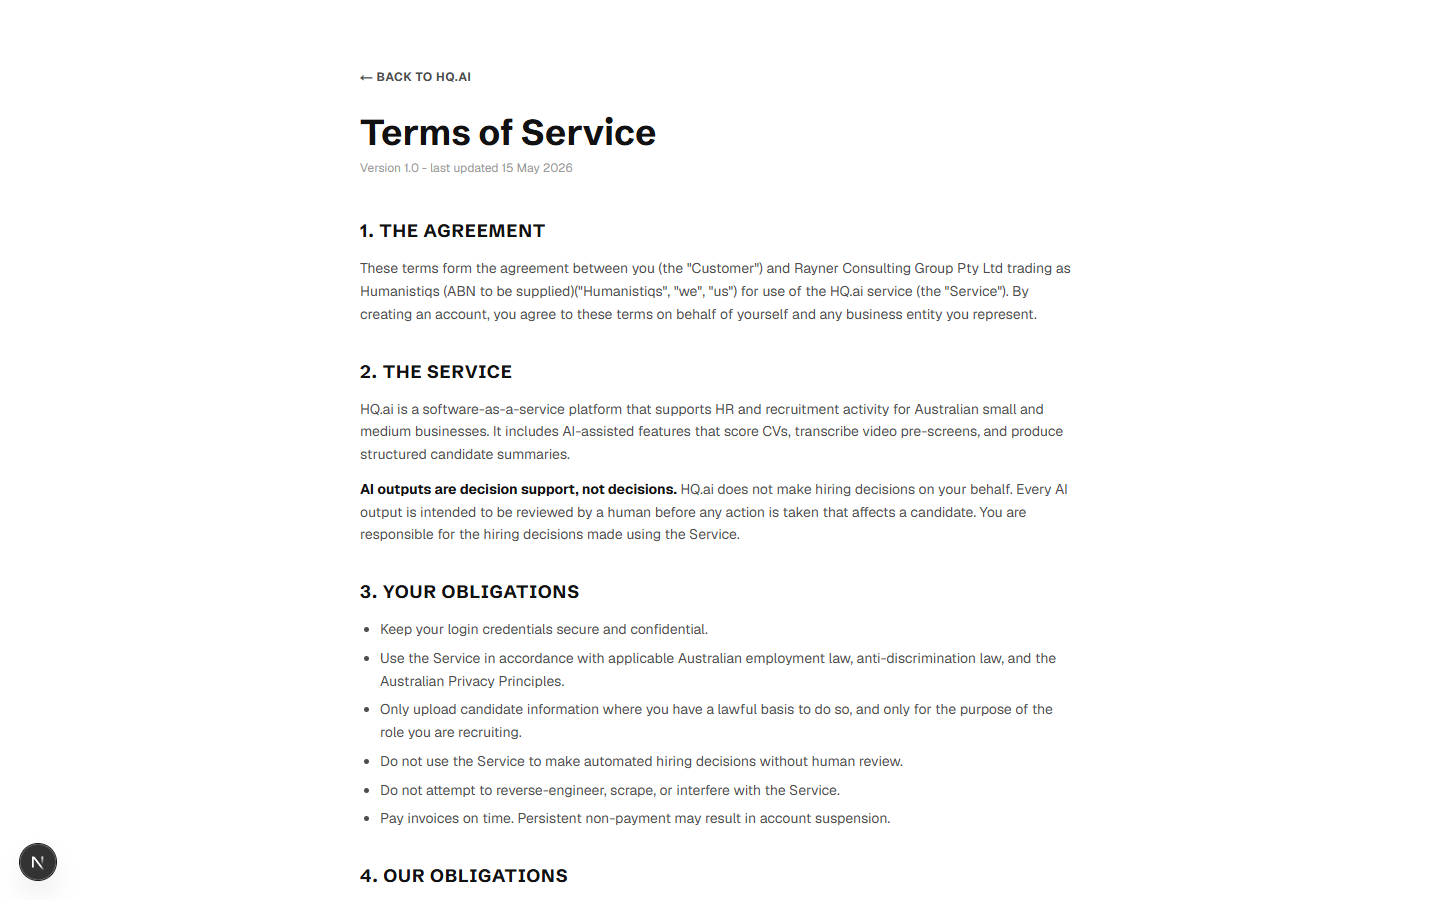 ← BACK TO HQ.AI
Terms of Service
Version 1.0 - last updated 15 May 2026
1. THE AGREEMENT
These terms form the agreement between you (the "Customer") and Rayner Consulting Group Pty Ltd trading as
Humanistiqs (ABN to be supplied)("Humanistiqs", "we", "us") for use of the HQ.ai service (the "Service"). By
creating an account, you agree to these terms on behalf of yourself and any business entity you represent.
2. THE SERVICE
HQ.ai is a software-as-a-service platform that supports HR and recruitment activity for Australian small and
medium businesses. It includes AI-assisted features that score CVs, transcribe video pre-screens, and produce
structured candidate summaries.
AI outputs are decision support, not decisions. HQ.ai does not make hiring decisions on your behalf. Every AI
output is intended to be reviewed by a human before any action is taken that affects a candidate. You are
responsible for the hiring decisions made using the Service.
3. YOUR OBLIGATIONS
• Keep your login credentials secure and confidential.
• Use the Service in accordance with applicable Australian employment law, anti-discrimination law, and the
Australian Privacy Principles.
• Only upload candidate information where you have a lawful basis to do so, and only for the purpose of the
role you are recruiting.
• Do not use the Service to make automated hiring decisions without human review.
• Do not attempt to reverse-engineer, scrape, or interfere with the Service.
• Pay invoices on time. Persistent non-payment may result in account suspension.
N
4. OUR OBLIGATIONS